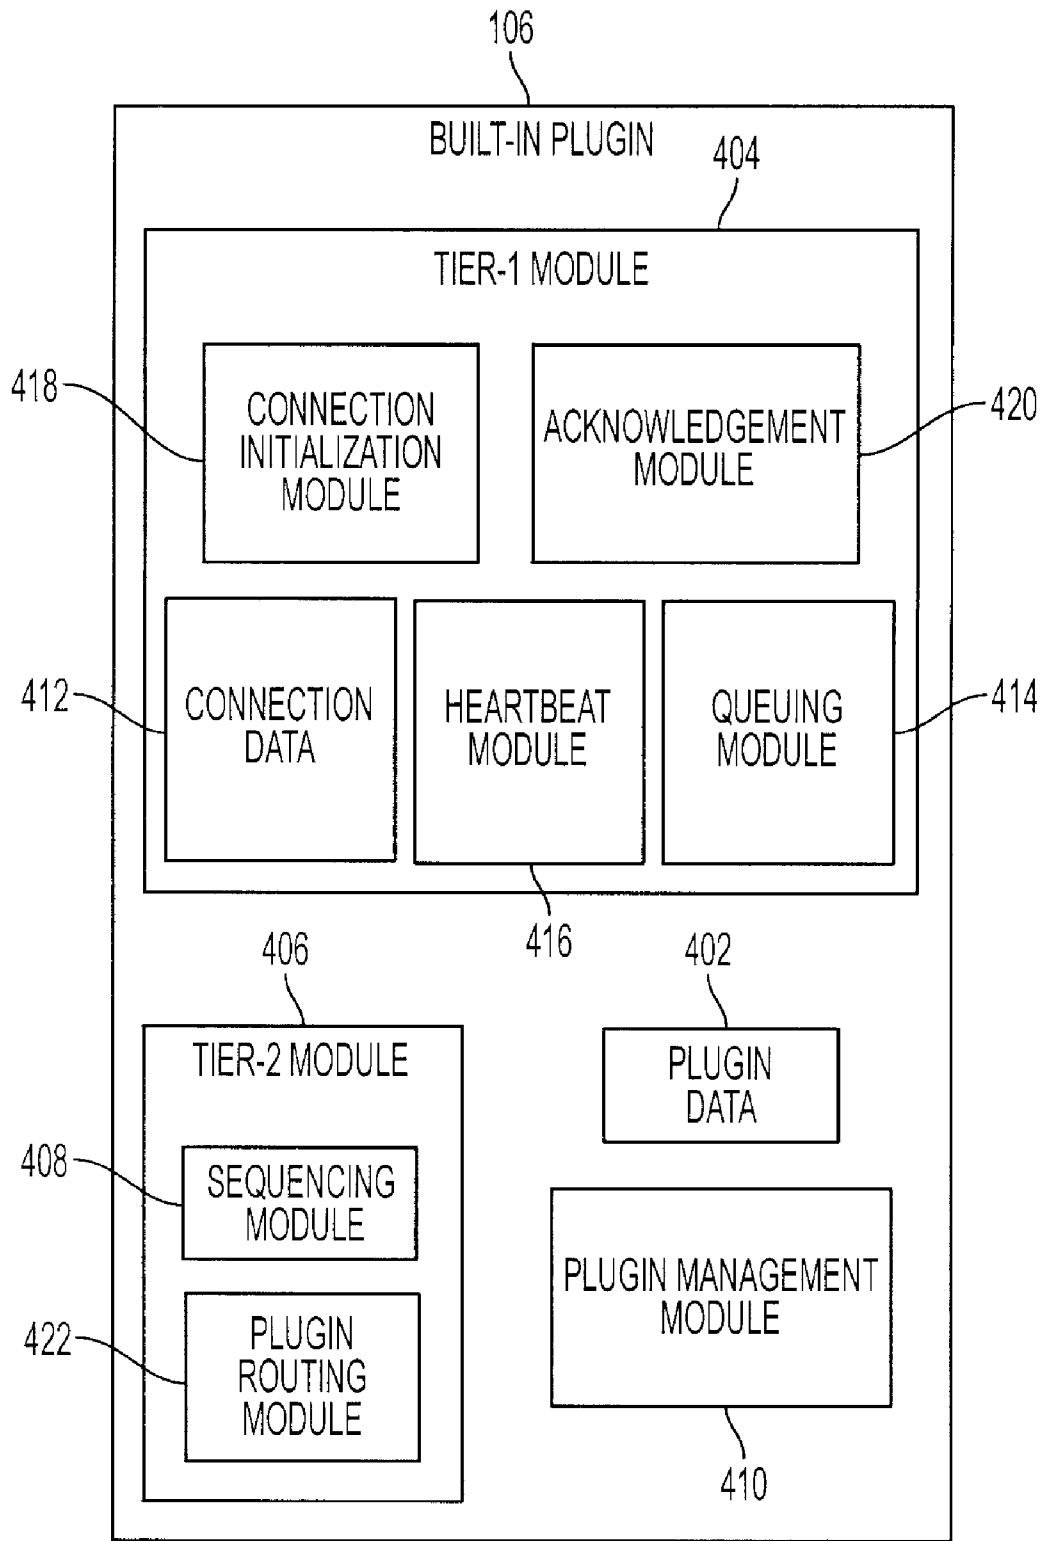 106
BUILT-IN PLUGIN
404
TIER-1 MODULE
418
CONNECTION
INITIALIZATION
MODULE
ACKNOWLEDGEMENT
MODULE
420
412
CONNECTION
DATA
HEARTBEAT
MODULE
QUEUING
MODULE
414
416
406
402
TIER-2 MODULE
PLUGIN
DATA
408
SEQUENCING
MODULE
PLUGIN MANAGEMENT
MODULE
422
PLUGIN
ROUTING
MODULE
410